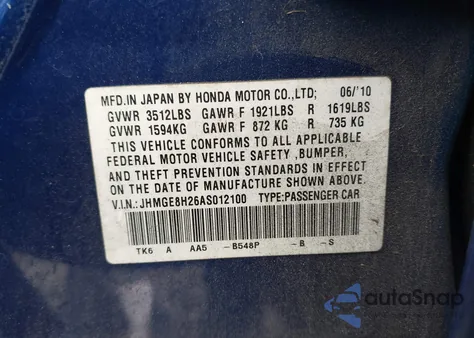 MFD.IN JAPAN BY HONDA MOTOR CO.,LTD; 06/'10
GVWR 3512LBS GAWR F 1921LBS R 1619LBS
GVWR 1594KG GAWR F 872 KG R 735 KG
THIS VEHICLE CONFORMS TO ALL APPLICABLE
FEDERAL MOTOR VEHICLE SAFETY ,BUMPER,
AND THEFT PREVENTION STANDARDS IN EFFECT
ON THE DATE OF MANUFACTURE SHOWN ABOVE.
V.I.N.: JHMGE8H26AS012100 TYPE:PASSENGER CAR
TK6 A AA5 -B548P -B -S
autaSnap